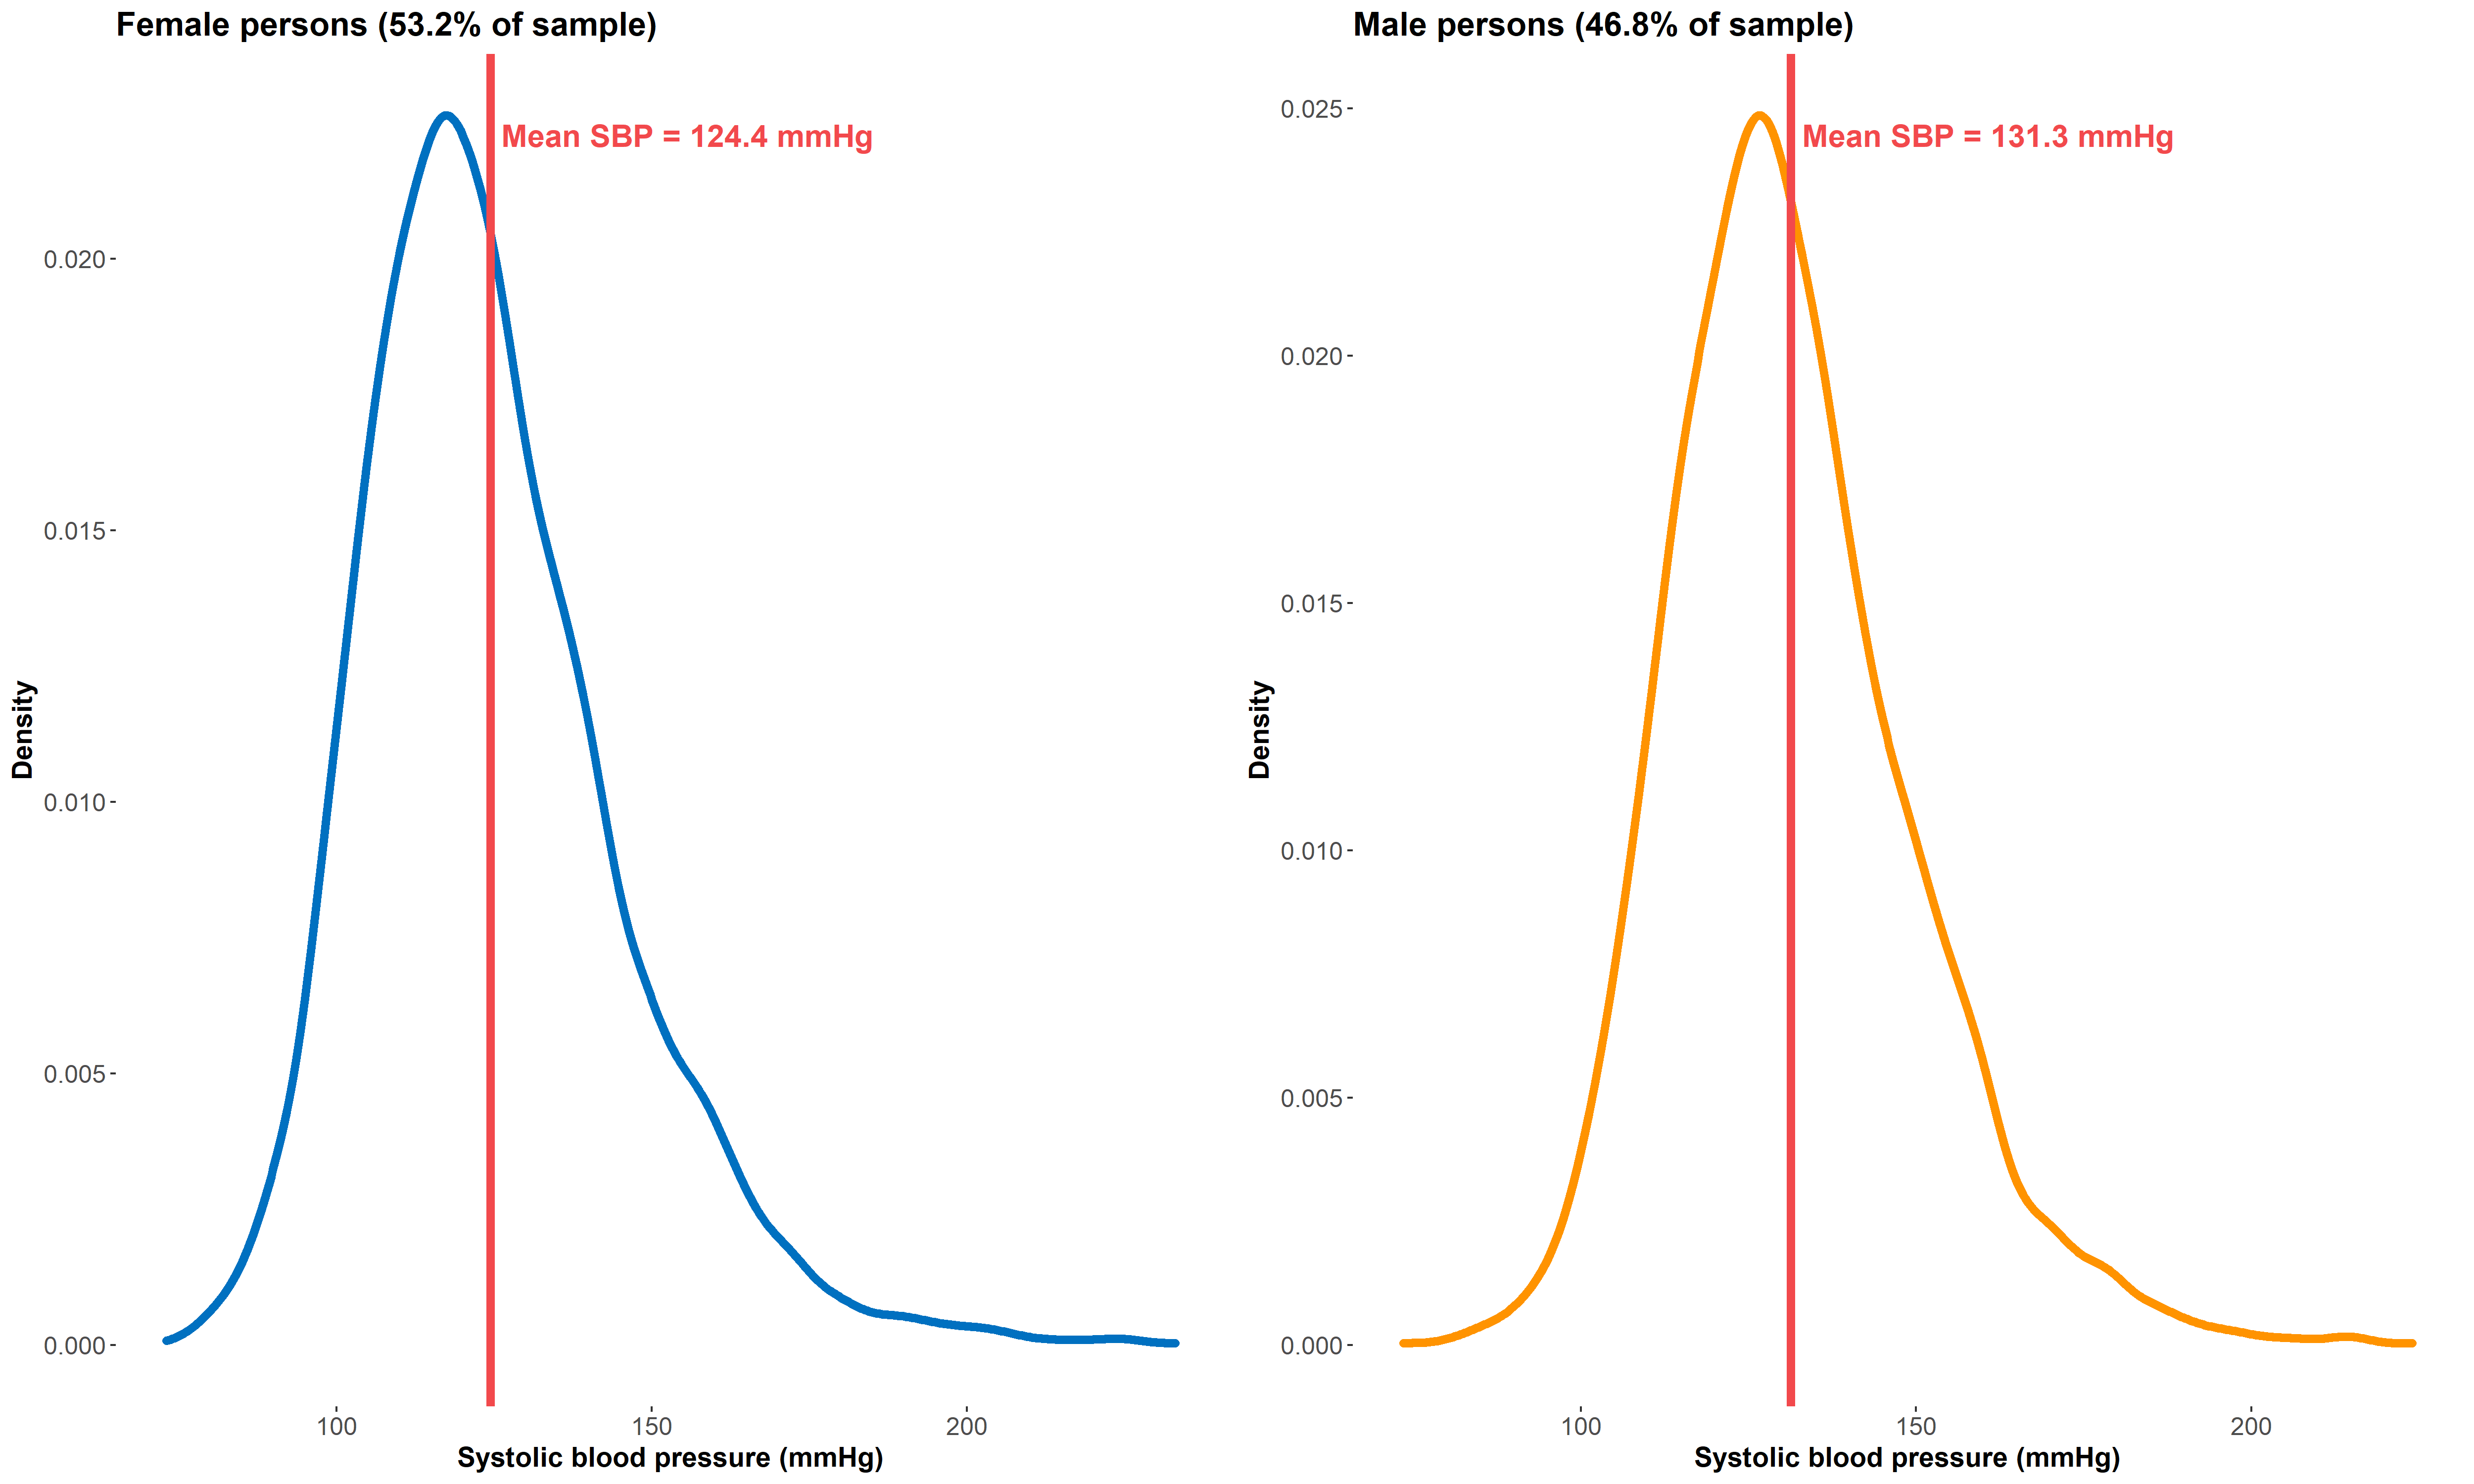 Female persons (53.2% of sample)
Mean SBP = 124.4 mmHg
0.020
0.015
0.010
0.005
0.000
Density
100 150 200
Systolic blood pressure (mmHg)
Male persons (46.8% of sample)
Mean SBP = 131.3 mmHg
0.025
0.020
0.015
0.010
0.005
0.000
Density
100 150 200
Systolic blood pressure (mmHg)